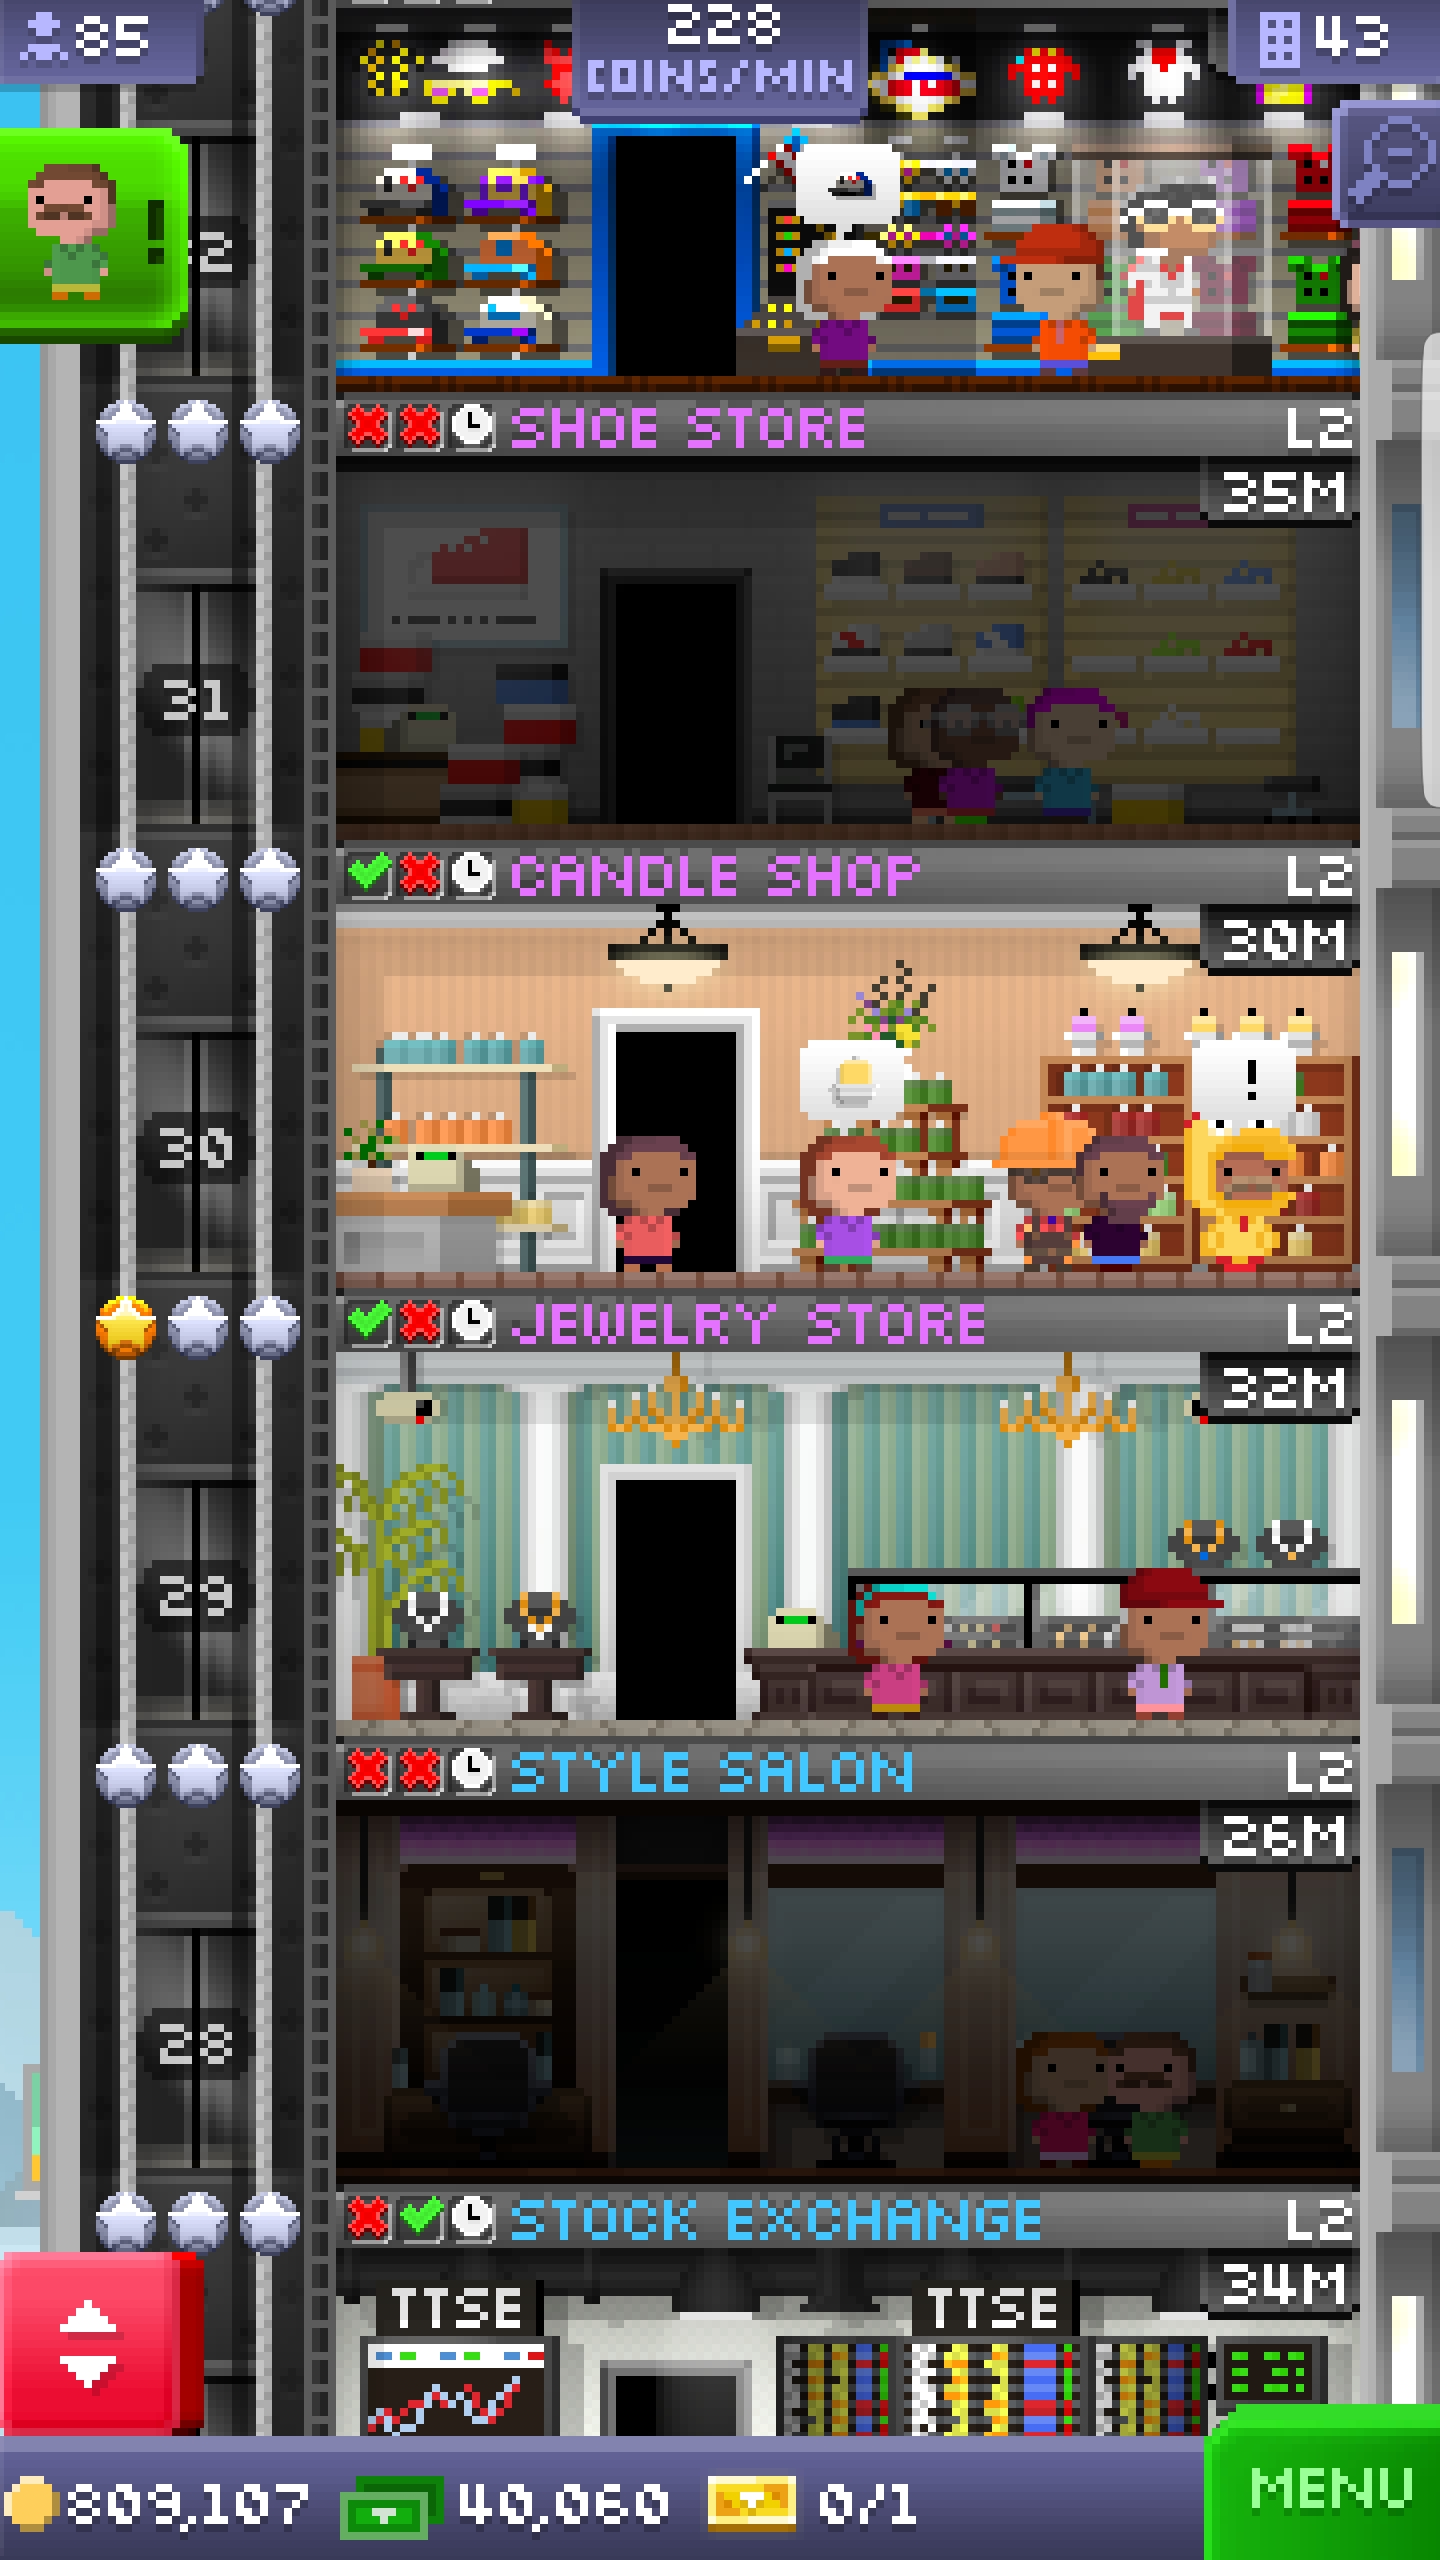 85
228
COINS/MIN
43
!
2
SHOE STORE
L2
35M
31
CANDLE SHOP
L2
30M
!
30
JEWELRY STORE
L2
32M
29
STYLE SALON
L2
26M
28
STOCK EXCHANGE
L2
34M
TTSE
TTSE
809,107
40,060
0/1
MENU